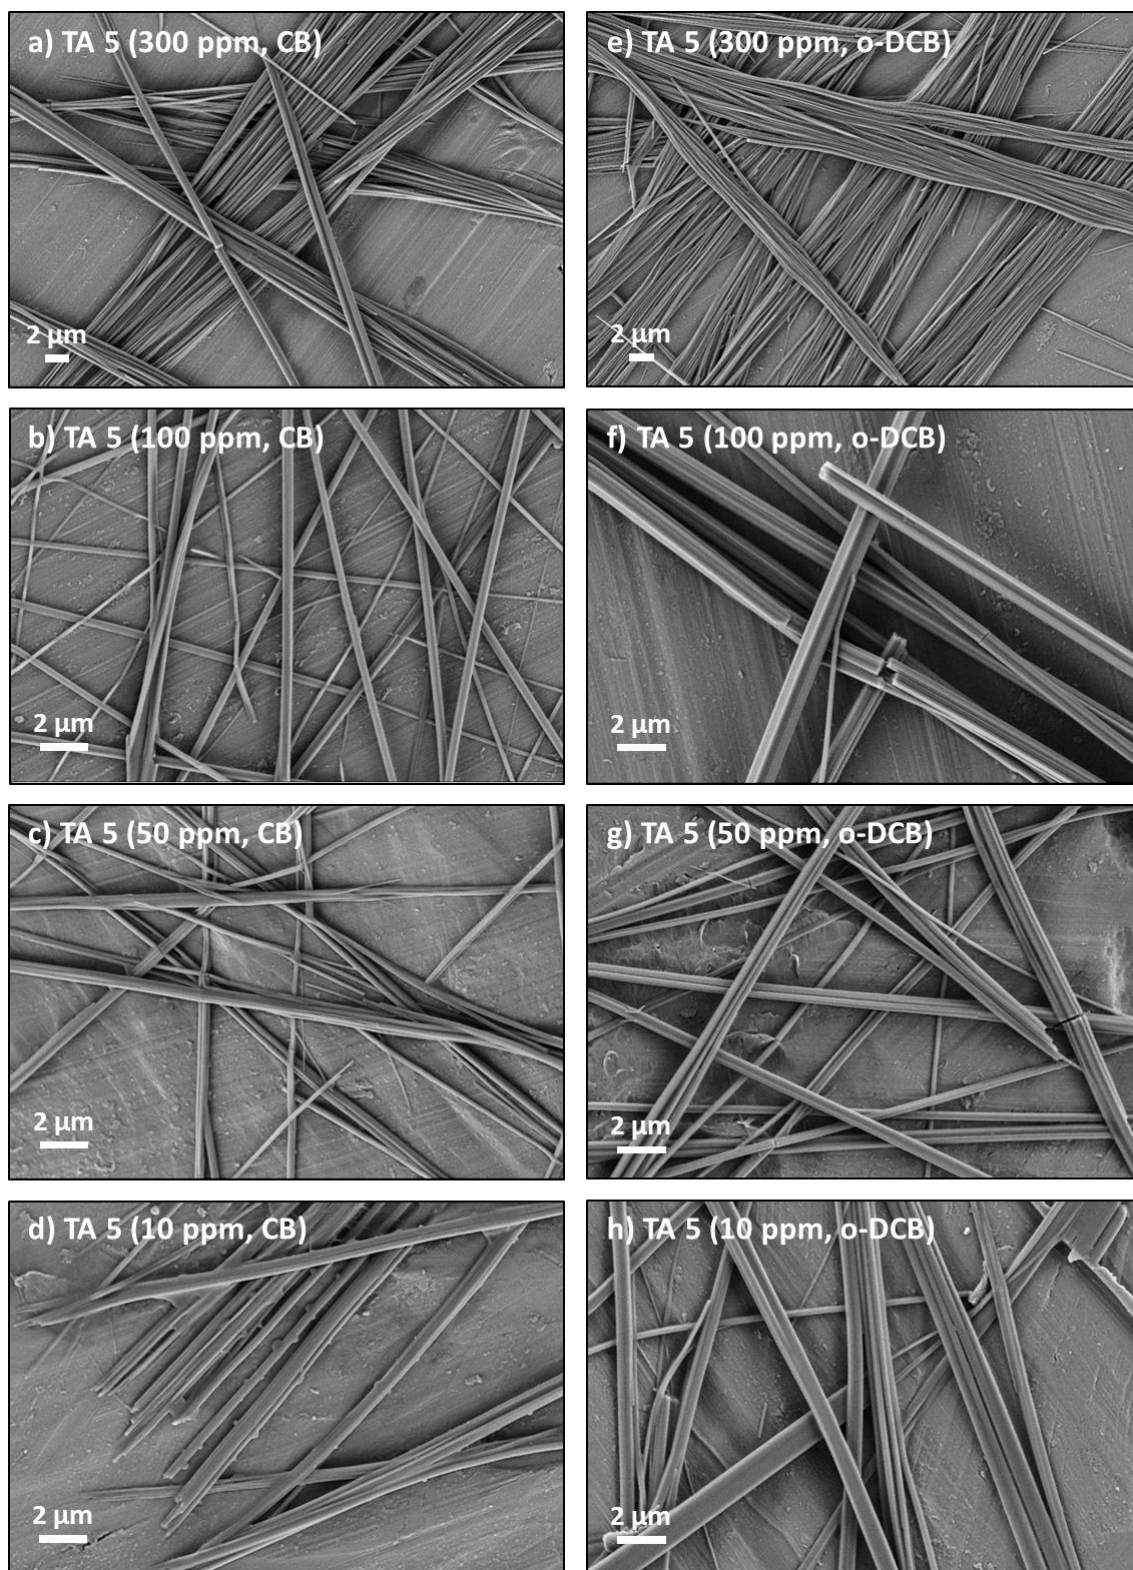 a) TA 5 (300 ppm, CB)
2 µm
e) TA 5 (300 ppm, o-DCB)
2 µm
b) TA 5 (100 ppm, CB)
2 µm
f) TA 5 (100 ppm, o-DCB)
2 µm
c) TA 5 (50 ppm, CB)
2 µm
g) TA 5 (50 ppm, o-DCB)
2 µm
d) TA 5 (10 ppm, CB)
2 µm
h) TA 5 (10 ppm, o-DCB)
2 µm